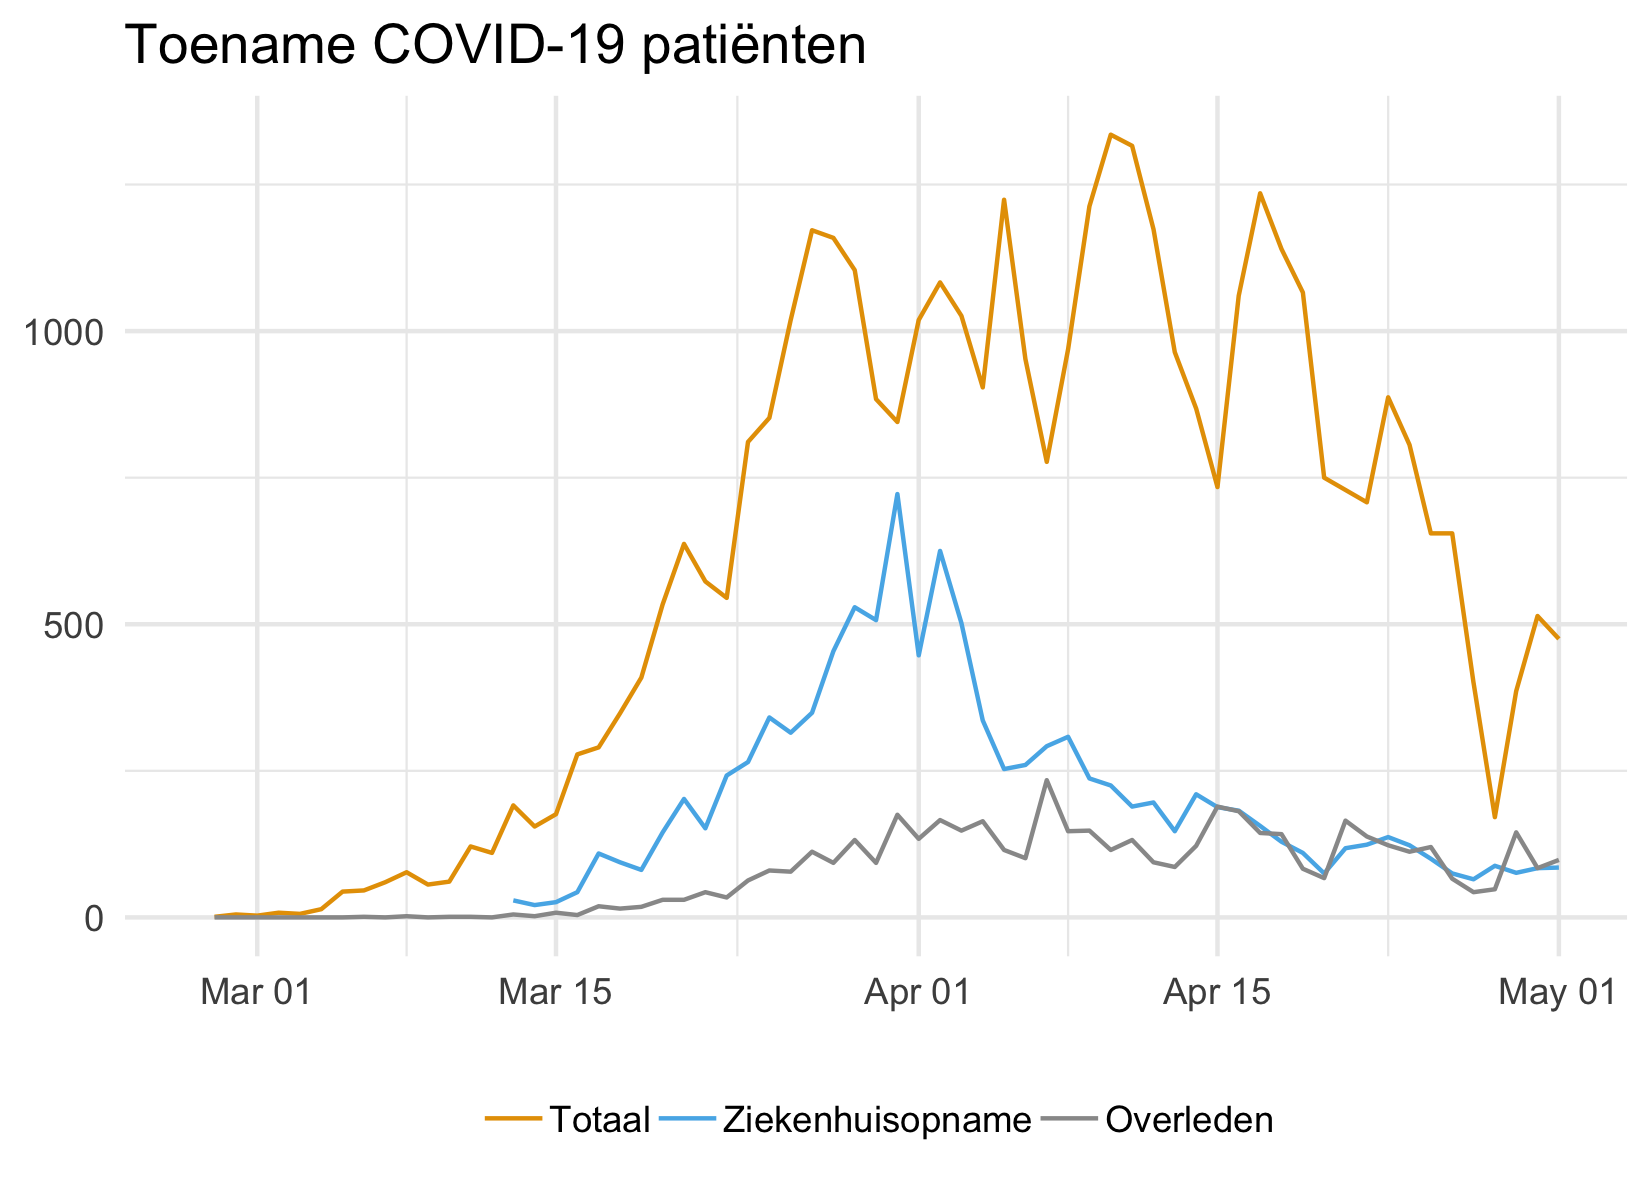 Toename COVID-19 patiënten
1000
500
0
Mar 01 Mar 15 Apr 01 Apr 15 May 01
Totaal Ziekenhuisopname Overleden